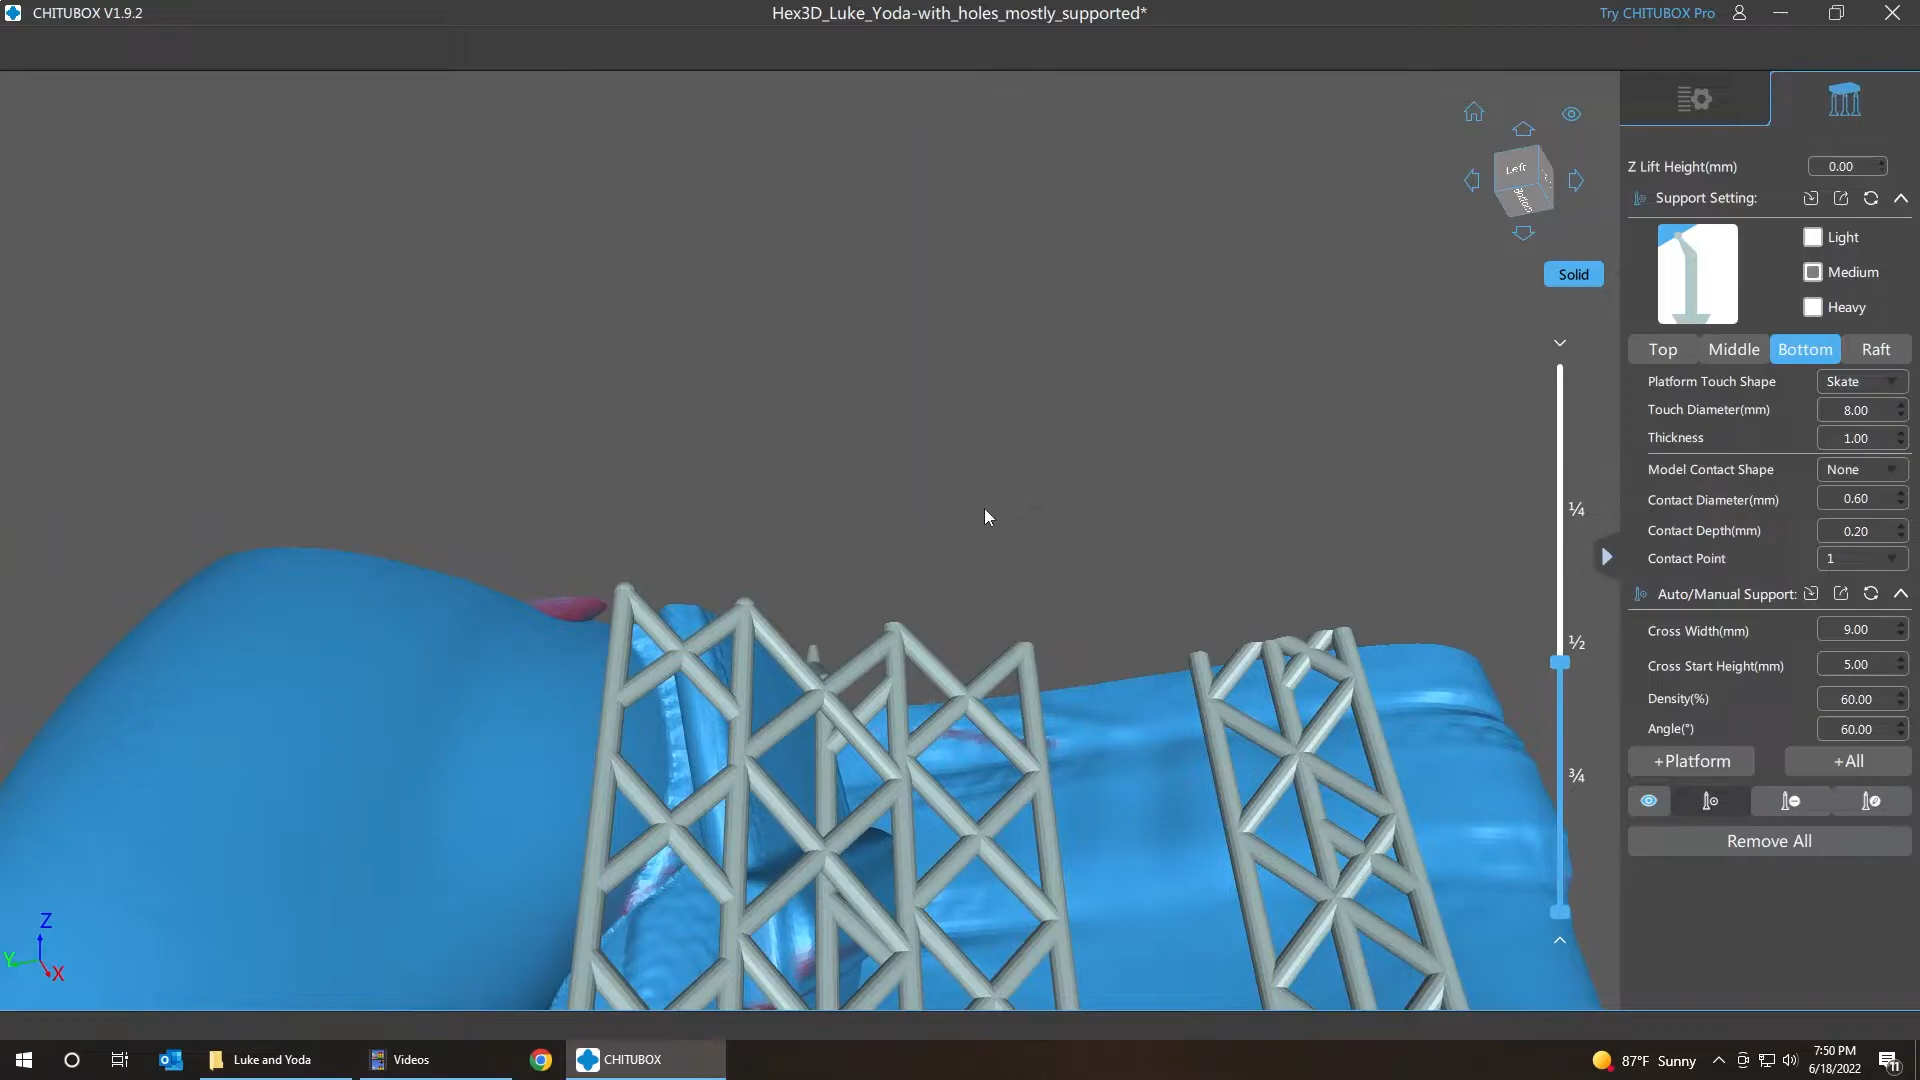 CHITUBOX V1.9.2
Hex3D_Luke_Yoda-with_holes_mostly_supported*
Try CHITUBOX Pro
Left
Bottom
Solid
¼
½
¾
Z Lift Height(mm) 0.00
Support Setting:
Light
Medium
Heavy
Top Middle Bottom Raft
Platform Touch Shape Skate
Touch Diameter(mm) 8.00
Thickness 1.00
Model Contact Shape None
Contact Diameter(mm) 0.60
Contact Depth(mm) 0.20
Contact Point 1
Auto/Manual Support:
Cross Width(mm) 9.00
Cross Start Height(mm) 5.00
Density(%) 60.00
Angle(°) 60.00
+Platform +All
Remove All
Z
Y
X
Luke and Yoda
Videos
CHITUBOX
87°F Sunny
7:50 PM
6/18/2022
11